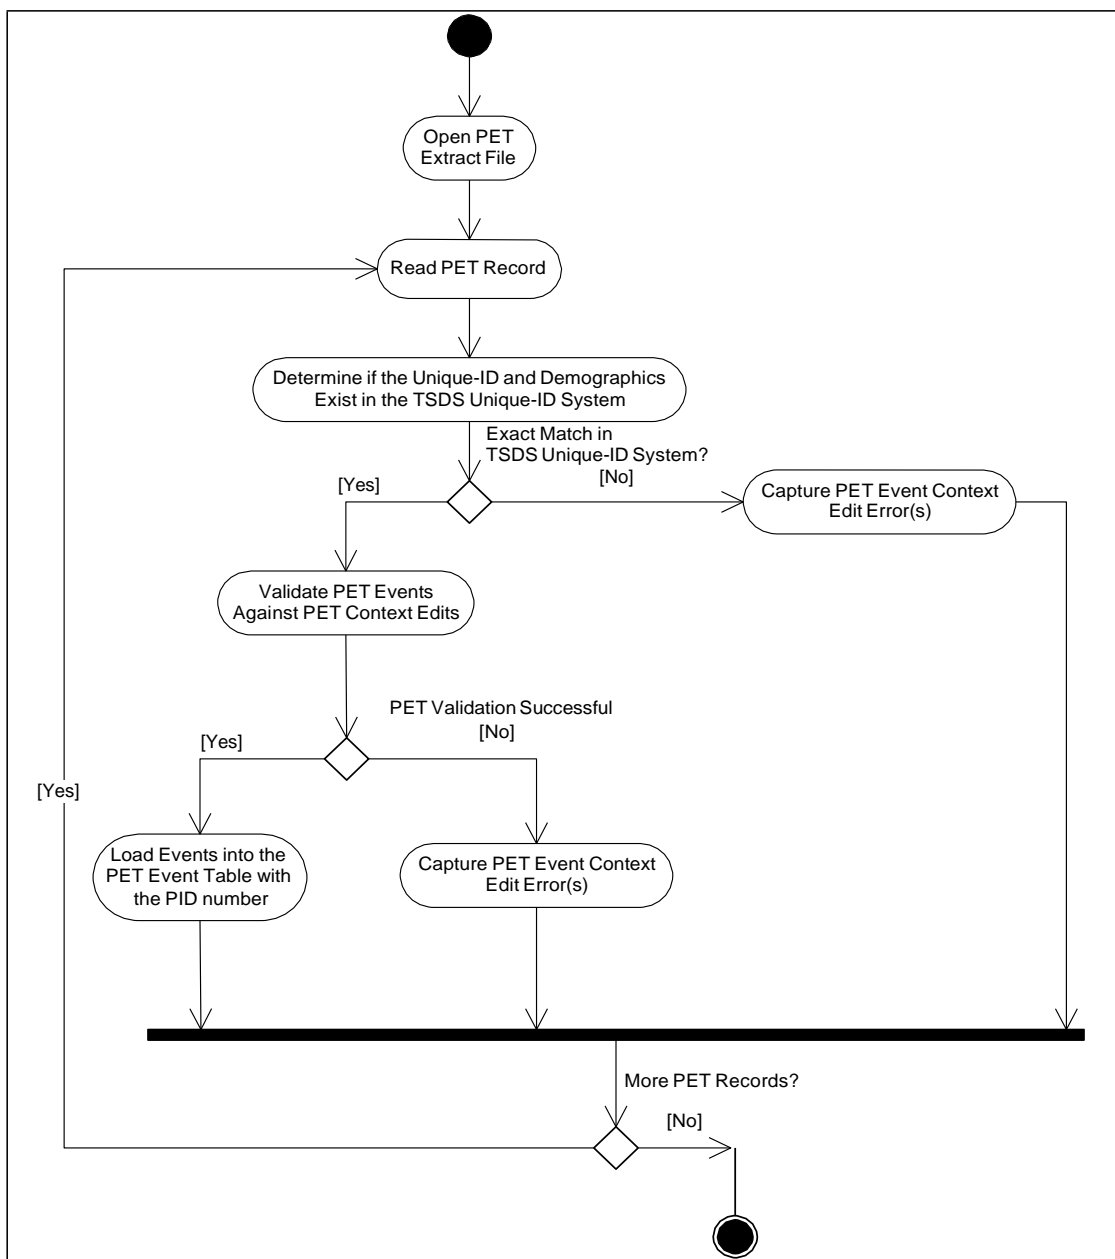 Open PET
Extract File
Read PET Record
Determine if the Unique-ID and Demographics
Exist in the TSDS Unique-ID System
Exact Match in
TSDS Unique-ID System?
[No]
[Yes]
Capture PET Event Context
Edit Error(s)
Validate PET Events
Against PET Context Edits
PET Validation Successful
[No]
[Yes]
[Yes]
Load Events into the
PET Event Table with
the PID number
Capture PET Event Context
Edit Error(s)
More PET Records?
[No]